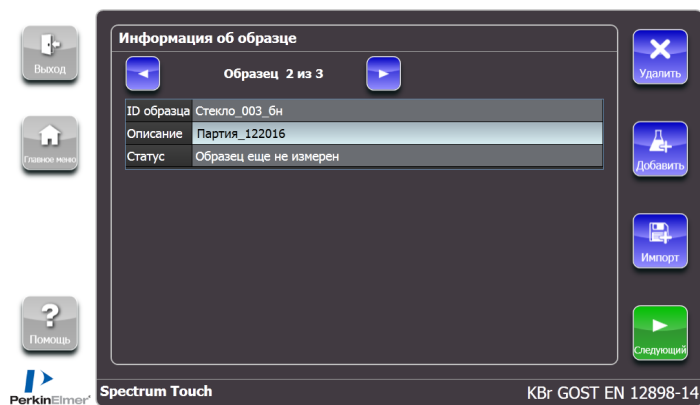 Выход
Главное меню
Помощь
PerkinElmer
Информация об образце
Образец 2 из 3
ID образца Стекло_003_бн
Описание Партия_122016
Статус Образец еще не измерен
Удалить
Добавить
Импорт
Следующий
Spectrum Touch
KBr GOST EN 12898-14